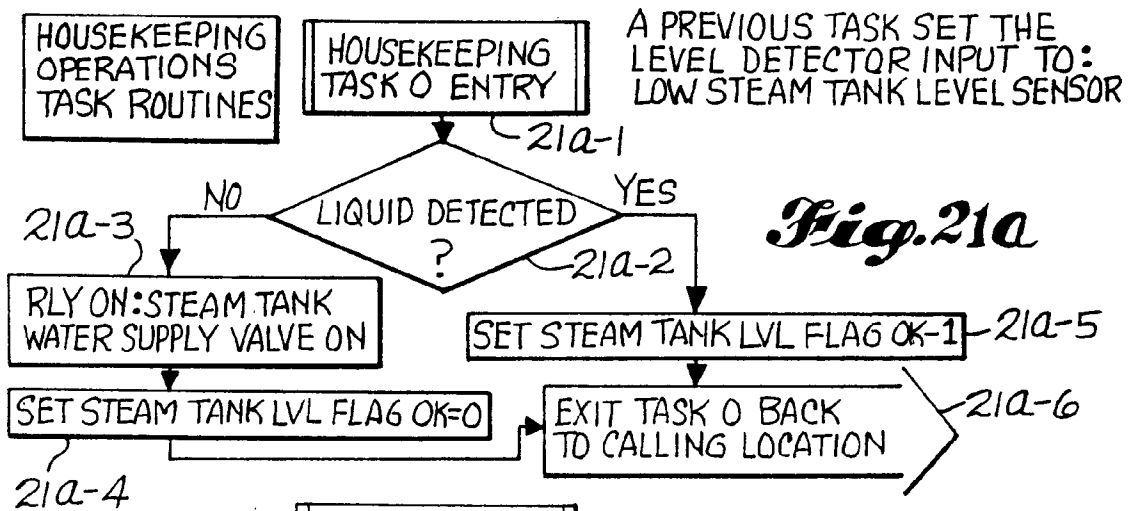 HOUSEKEEPING
OPERATIONS
TASK ROUTINES
HOUSEKEEPING
TASK 0 ENTRY
A PREVIOUS TASK SET THE
LEVEL DETECTOR INPUT TO:
LOW STEAM TANK LEVEL SENSOR
21a-1
NO
LIQUID DETECTED
?
YES
21a-2
Fig. 21a
21a-3
RLY ON: STEAM TANK
WATER SUPPLY VALVE ON
SET STEAM TANK LVL FLAG OK-1
21a-5
SET STEAM TANK LVL FLAG OK=0
21a-4
EXIT TASK 0 BACK
TO CALLING LOCATION
21a-6